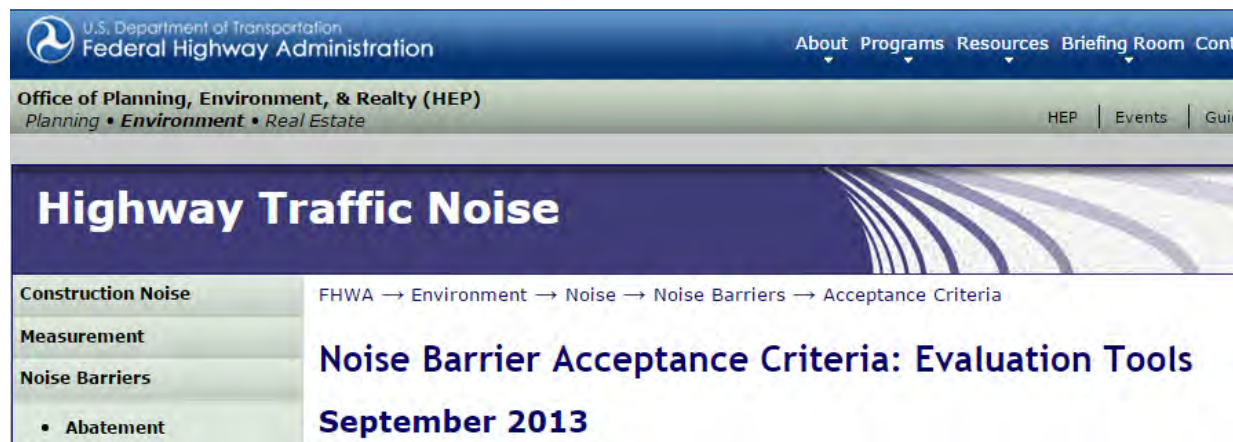 U.S. Department of Transportation
Federal Highway Administration
About Programs Resources Briefing Room Cont
Office of Planning, Environment, & Realty (HEP)
Planning • Environment • Real Estate
HEP | Events | Gui
Highway Traffic Noise
Construction Noise
Measurement
Noise Barriers
• Abatement
FHWA → Environment → Noise → Noise Barriers → Acceptance Criteria
Noise Barrier Acceptance Criteria: Evaluation Tools
September 2013